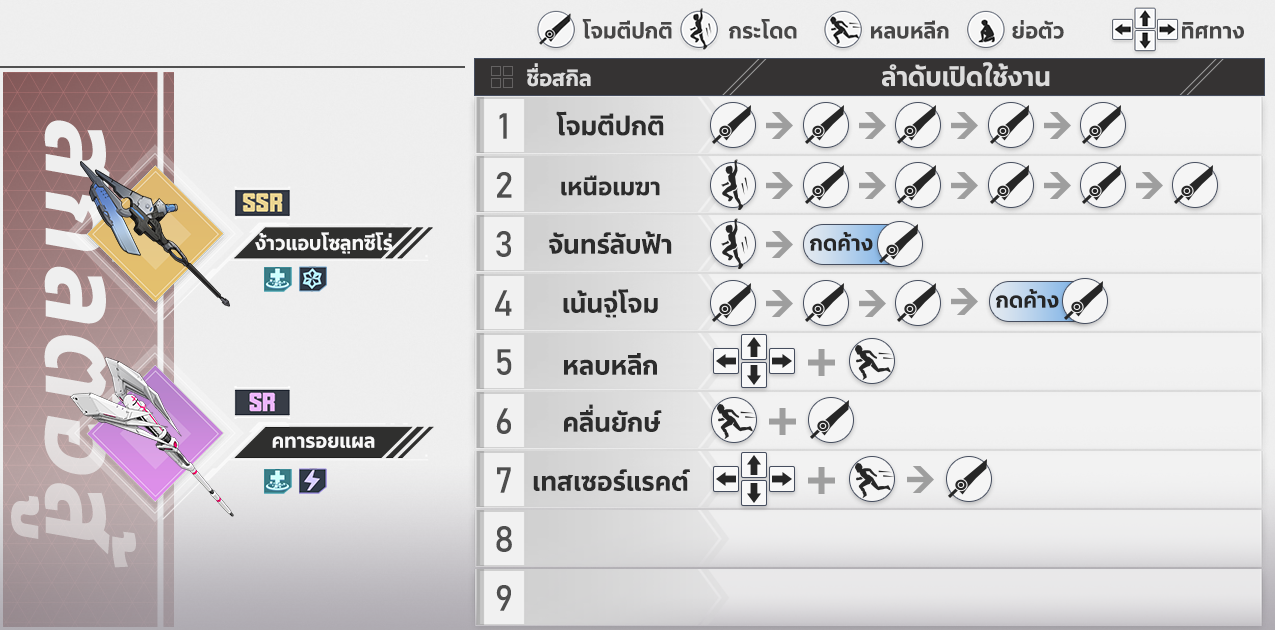 โจมตีปกติ กระโดด หลบหลีก ย่อตัว ทิศทาง
ชื่อสกิล ลำดับเปิดใช้งาน
สกิลต่อสู้
SSR
ง้าวแอบโซลูทซีโร่
SR
คทารอยแผล
1 โจมตีปกติ
2 เหนือเมฆา
3 จันทร์ลับฟ้า กดค้าง
4 เน้นจู่โจม กดค้าง
5 หลบหลีก
6 คลื่นยักษ์
7 เทสเซอร์แรคต์
8
9